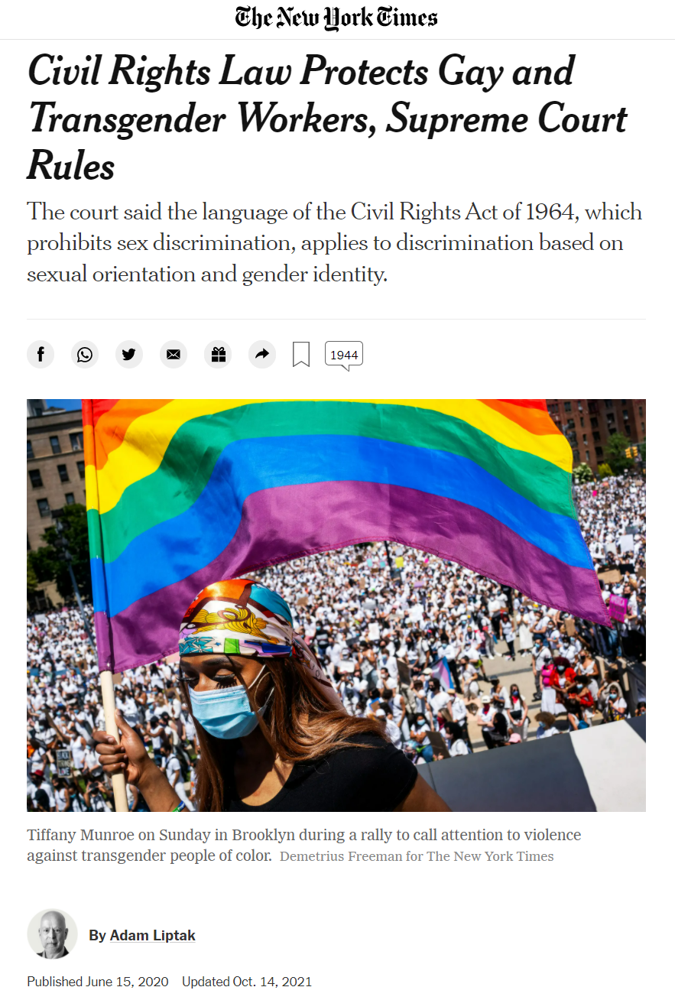 The New York Times
Civil Rights Law Protects Gay and
Transgender Workers, Supreme Court
Rules
The court said the language of the Civil Rights Act of 1964, which
prohibits sex discrimination, applies to discrimination based on
sexual orientation and gender identity.
1944
Tiffany Munroe on Sunday in Brooklyn during a rally to call attention to violence
against transgender people of color. Demetrius Freeman for The New York Times
By Adam Liptak
Published June 15, 2020 Updated Oct. 14, 2021